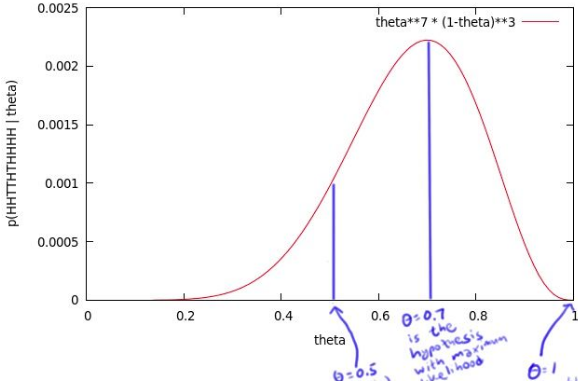 0.0025
theta**7 * (1-theta)**3
0.002
0.0015
0.001
0.0005
0
p(HHTTHTHHHH | theta)
0 0.2 0.4 0.6 0.8 1
theta
θ=0.7
is the
hypothesis
with maximum
likelihood
θ=0.5
θ=1